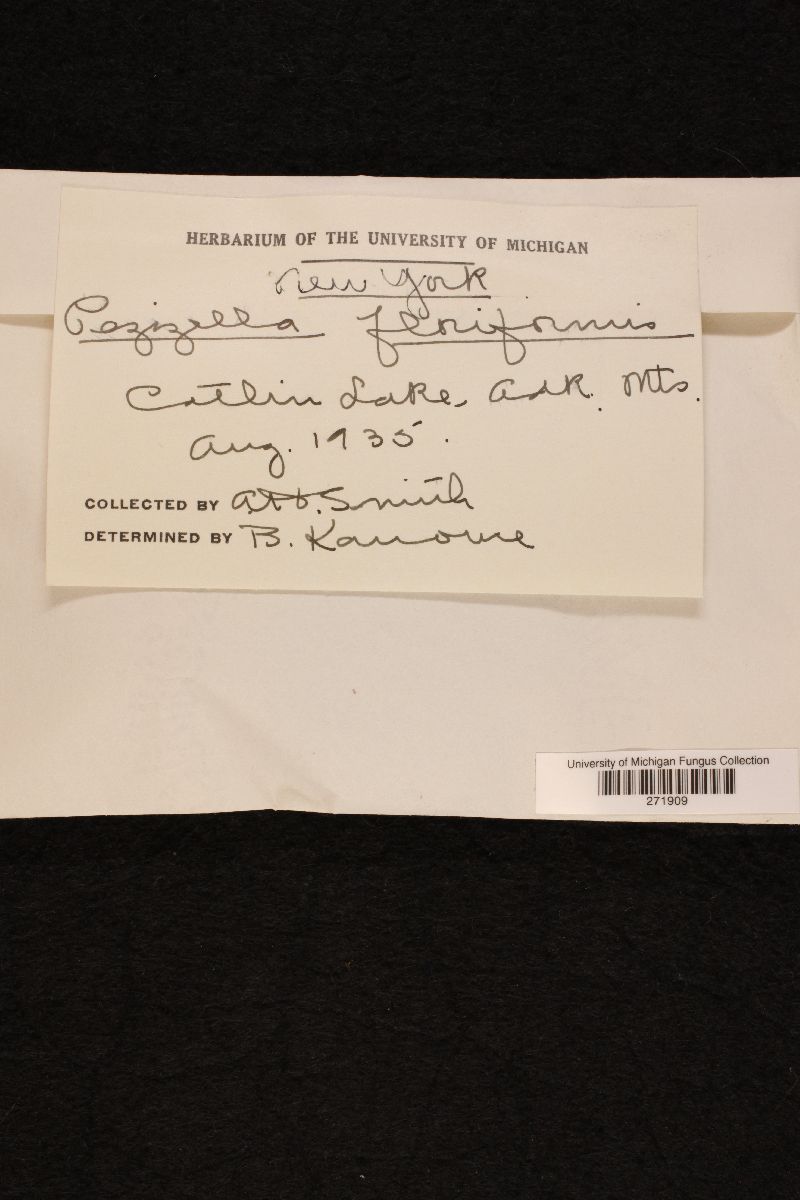 HERBARIUM OF THE UNIVERSITY OF MICHIGAN
New York
Pezizella floriformis
Catlin Lake, Adk. Mts.
Aug. 1935.
COLLECTED BY A.H. Smith
DETERMINED BY B. Kanouse
University of Michigan Fungus Collection
271909